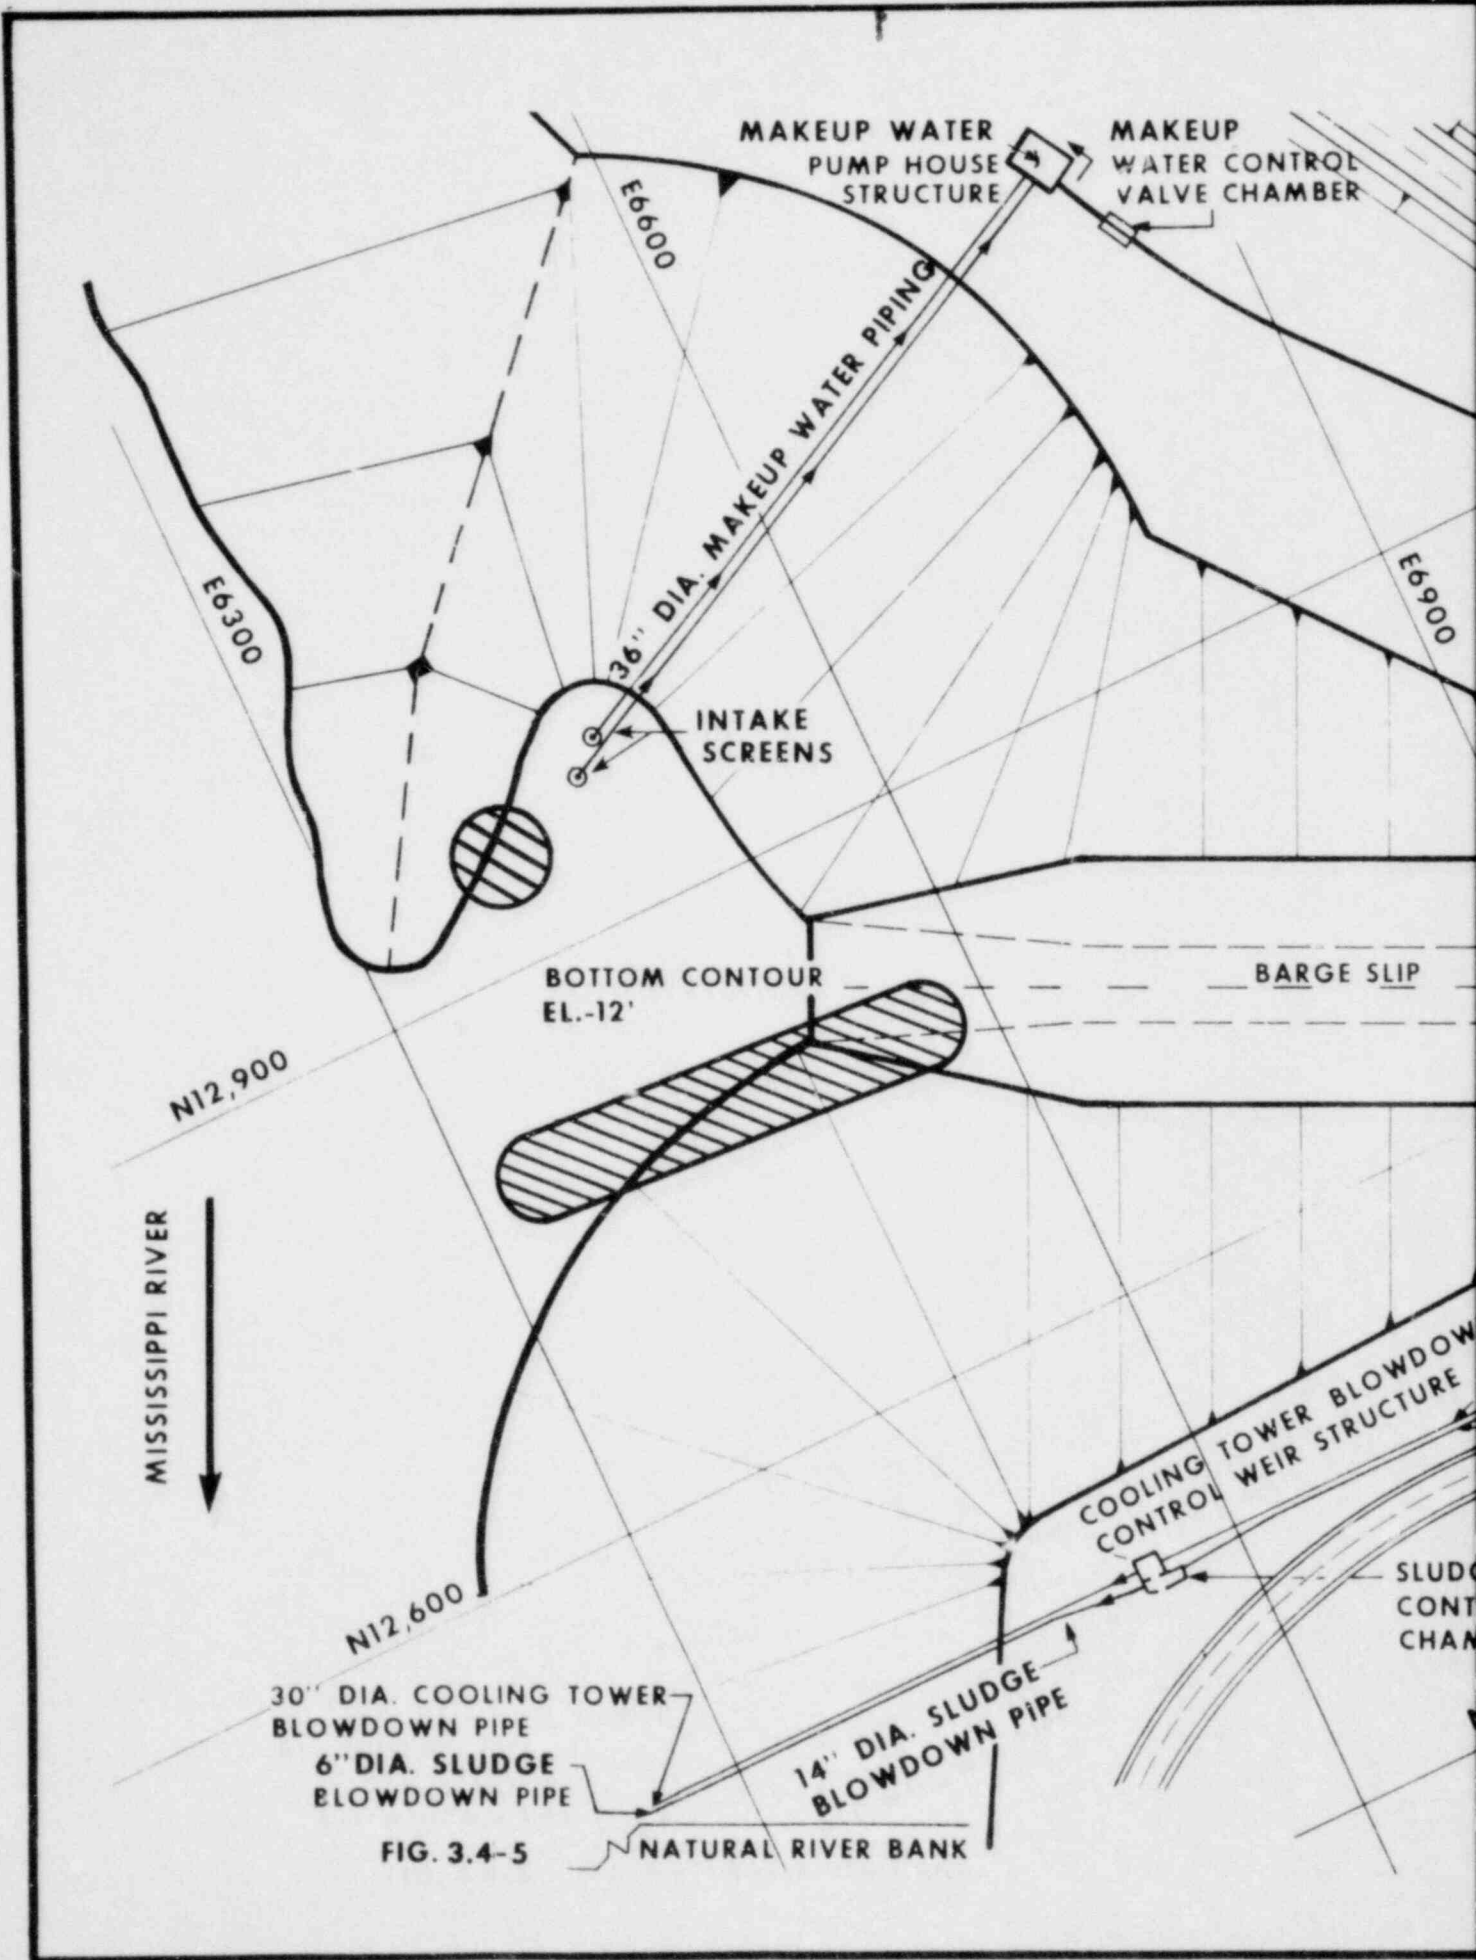 MAKEUP WATER
PUMP HOUSE
STRUCTURE
MAKEUP
WATER CONTROL
VALVE CHAMBER
E6600
36" DIA. MAKEUP WATER PIPING
E6300
E6900
INTAKE
SCREENS
BOTTOM CONTOUR
EL.-12'
BARGE SLIP
N12,900
MISSISSIPPI RIVER
COOLING TOWER BLOWDOW
CONTROL WEIR STRUCTURE
N12,600
SLUDG
CONT
CHAM
30" DIA. COOLING TOWER
BLOWDOWN PIPE
6" DIA. SLUDGE
BLOWDOWN PIPE
14" DIA. SLUDGE
BLOWDOWN PIPE
FIG. 3.4-5
NATURAL RIVER BANK